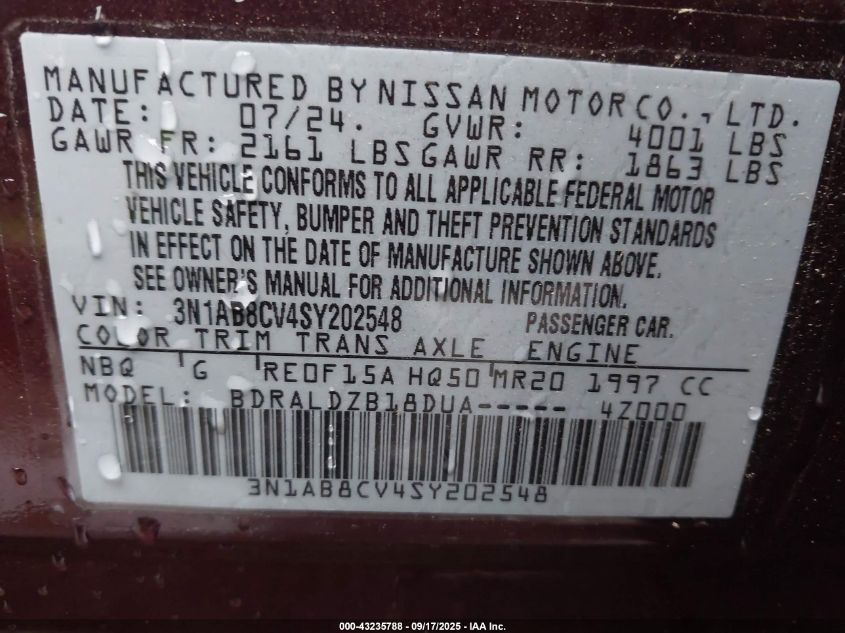 MANUFACTURED BY NISSAN MOTOR CO., LTD.
DATE: 07/24. GVWR: 4001 LBS
GAWR FR: 2161 LBS GAWR RR: 1863 LBS
THIS VEHICLE CONFORMS TO ALL APPLICABLE FEDERAL MOTOR
VEHICLE SAFETY, BUMPER AND THEFT PREVENTION STANDARDS
IN EFFECT ON THE DATE OF MANUFACTURE SHOWN ABOVE.
SEE OWNER'S MANUAL FOR ADDITIONAL INFORMATION.
VIN: 3N1AB8CV4SY202548 PASSENGER CAR.
COLOR TRIM TRANS AXLE ENGINE
NBQ G RE0F15A HQ50 MR20 1997 CC
MODEL: BDRALDZB18DUA----- 4Z000
3N1AB8CV4SY202548
000-43235788 - 09/17/2025 - IAA Inc.